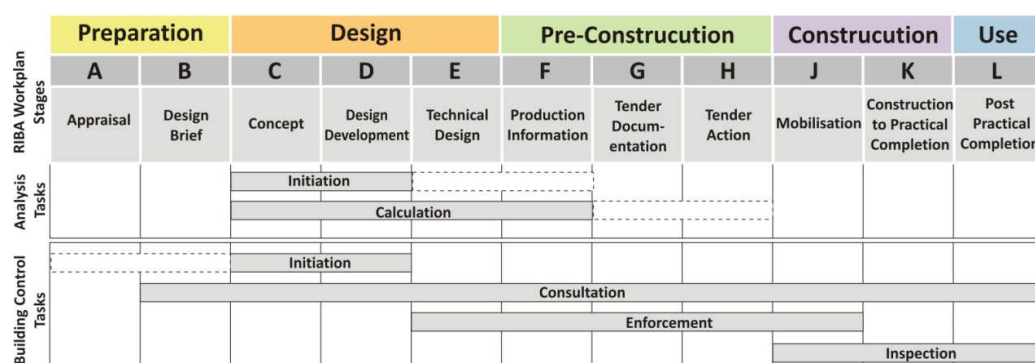 Preparation Design Pre-Construcution Construcution Use
RIBA Workplan Stages
A B C D E F G H J K L
Appraisal
Design Brief
Concept
Design Development
Technical Design
Production Information
Tender Docum-entation
Tender Action
Mobilisation
Construction to Practical Completion
Post Practical Completion
Analysis Tasks
Initiation
Calculation
Building Control Tasks
Initiation
Consultation
Enforcement
Inspection